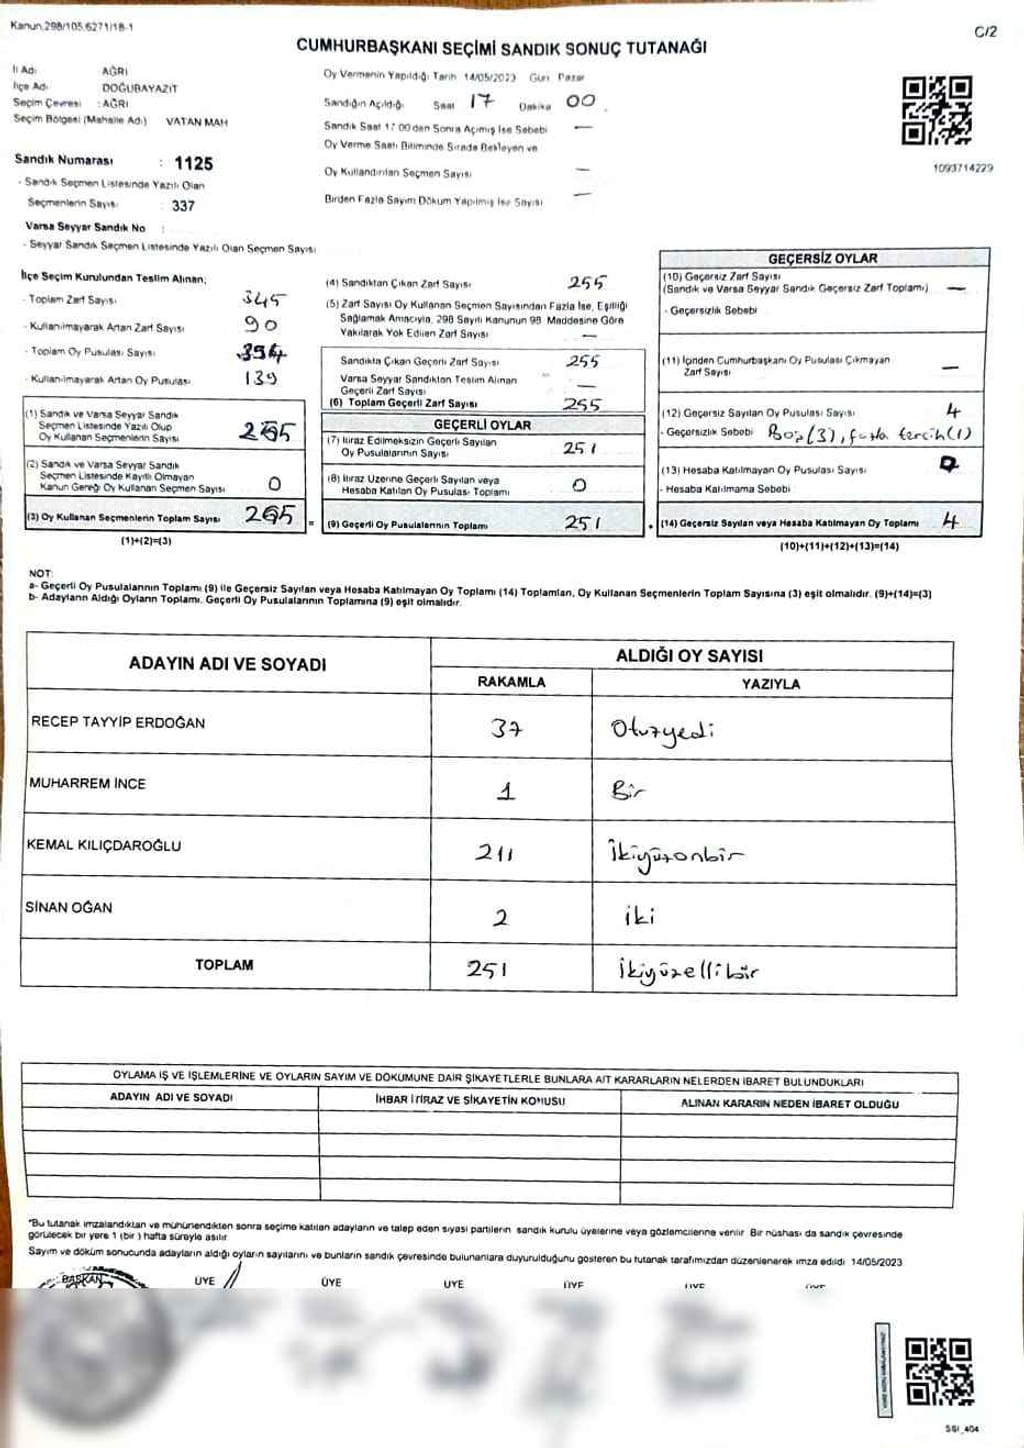 Kanun.298/105.6271/18-1
C/2
CUMHURBAŞKANI SEÇİMİ SANDIK SONUÇ TUTANAĞI
İl Adı AĞRI
İlçe Adı DOĞUBAYAZIT
Seçim Çevresi : AĞRI
Seçim Bölgesi (Mahalle Adı) VATAN MAH
Sandık Numarası : 1125
- Sandık Seçmen Listesinde Yazılı Olan
Seçmenlerin Sayısı 337
Varsa Seyyar Sandık No :
- Seyyar Sandık Seçmen Listesinde Yazılı Olan Seçmen Sayısı
Oy Vermenin Yapıldığı Tarih 14/05/2023 Gün Pazar
Sandığın Açıldığı Saat 17 Dakika 00
Sandık Saat 17 00 den Sonra Açımış İse Sebebi —
Oy Verme Saati Bitiminde Sırada Bekleyen ve
Oy Kullandırılan Seçmen Sayısı —
Birden Fazla Sayım Döküm Yapılmış İse Sayısı —
1093714229
İlçe Seçim Kurulundan Teslim Alınan;
- Toplam Zarf Sayısı 345
- Kullanılmayarak Artan Zarf Sayısı 90
- Toplam Oy Pusulası Sayısı 394
- Kullanılmayarak Artan Oy Pusulası 139
(1) Sandık ve Varsa Seyyar Sandık
Seçmen Listesinde Yazılı Olup
Oy Kullanan Seçmenlerin Sayısı 255
(2) Sandık ve Varsa Seyyar Sandık
Seçmen Listesinde Kayıtlı Olmayan
Kanun Gereği Oy Kullanan Seçmen Sayısı 0
(3) Oy Kullanan Seçmenlerin Toplam Sayısı 255
(1)+(2)=(3)
(4) Sandıktan Çıkan Zarf Sayısı 255
(5) Zarf Sayısı Oy Kullanan Seçmen Sayısından Fazla İse, Eşitliği
Sağlamak Amacıyla, 298 Sayılı Kanunun 98 Maddesine Göre
Yakılarak Yok Edilen Zarf Sayısı —
Sandıkta Çıkan Geçerli Zarf Sayısı 255
Varsa Seyyar Sandıktan Teslim Alınan
Geçerli Zarf Sayısı —
(6) Toplam Geçerli Zarf Sayısı 255
GEÇERLİ OYLAR
(7) İtiraz Edilmeksizin Geçerli Sayılan
Oy Pusulalarının Sayısı 251
(8) İtiraz Üzerine Geçerli Sayılan veya
Hesaba Katılan Oy Pusulası Toplamı 0
= (9) Geçerli Oy Pusulalarının Toplamı 251
GEÇERSİZ OYLAR
(10) Geçersiz Zarf Sayısı
(Sandık ve Varsa Seyyar Sandık Geçersiz Zarf Toplamı) —
- Geçersizlik Sebebi
(11) İçinden Cumhurbaşkanı Oy Pusulası Çıkmayan
Zarf Sayısı —
(12) Geçersiz Sayılan Oy Pusulası Sayısı 4
- Geçersizlik Sebebi Boş(3), fazla tercih(1)
(13) Hesaba Katılmayan Oy Pusulası Sayısı
- Hesaba Katılmama Sebebi
+ (14) Geçersiz Sayılan veya Hesaba Katılmayan Oy Toplamı 4
(10)+(11)+(12)+(13)=(14)
NOT:
a- Geçerli Oy Pusulalarının Toplamı (9) ile Geçersiz Sayılan veya Hesaba Katılmayan Oy Toplamı (14) Toplamları, Oy Kullanan Seçmenlerin Toplam Sayısına (3) eşit olmalıdır. (9)+(14)=(3)
b- Adayların Aldığı Oyların Toplamı, Geçerli Oy Pusulalarının Toplamına (9) eşit olmalıdır.
ADAYIN ADI VE SOYADI ALDIĞI OY SAYISI
RAKAMLA YAZIYLA
RECEP TAYYİP ERDOĞAN 37 Otuzyedi
MUHARREM İNCE 1 Bir
KEMAL KILIÇDAROĞLU 211 İkiyüzonbir
SİNAN OĞAN 2 iki
TOPLAM 251 İkiyüzellibir
OYLAMA İŞ VE İŞLEMLERİNE VE OYLARIN SAYIM VE DÖKÜMÜNE DAİR ŞİKAYETLERLE BUNLARA AİT KARARLARIN NELERDEN İBARET BULUNDUKLARI
ADAYIN ADI VE SOYADI İHBAR İTİRAZ VE SİKAYETİN KONUSU ALINAN KARARIN NEDEN İBARET OLDUĞU
*Bu tutanak imzalandıktan ve mühürlendikten sonra seçime katılan adayların ve talep eden siyasi partilerin sandık kurulu üyelerine veya gözlemcilerine verilir. Bir nüshası da sandık çevresinde
görülecek bir yere 1 (bir) hafta süreyle asılır
Sayım ve döküm sonucunda adayların aldığı oyların sayılarını ve bunların sandık çevresinde bulunanlara duyurulduğunu gösteren bu tutanak tarafımızdan düzenlenerek imza edildi 14/05/2023
BAŞKAN ÜYE ÜYE UYE ÜYE ÜYE ÜYE